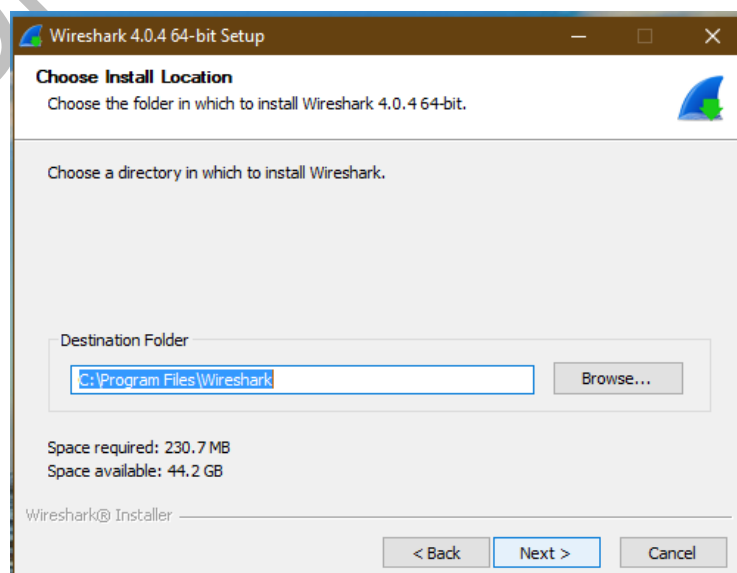 Wireshark 4.0.4 64-bit Setup
Choose Install Location
Choose the folder in which to install Wireshark 4.0.4 64-bit.
Choose a directory in which to install Wireshark.
Destination Folder
C:\Program Files\Wireshark
Browse...
Space required: 230.7 MB
Space available: 44.2 GB
Wireshark® Installer
< Back Next > Cancel